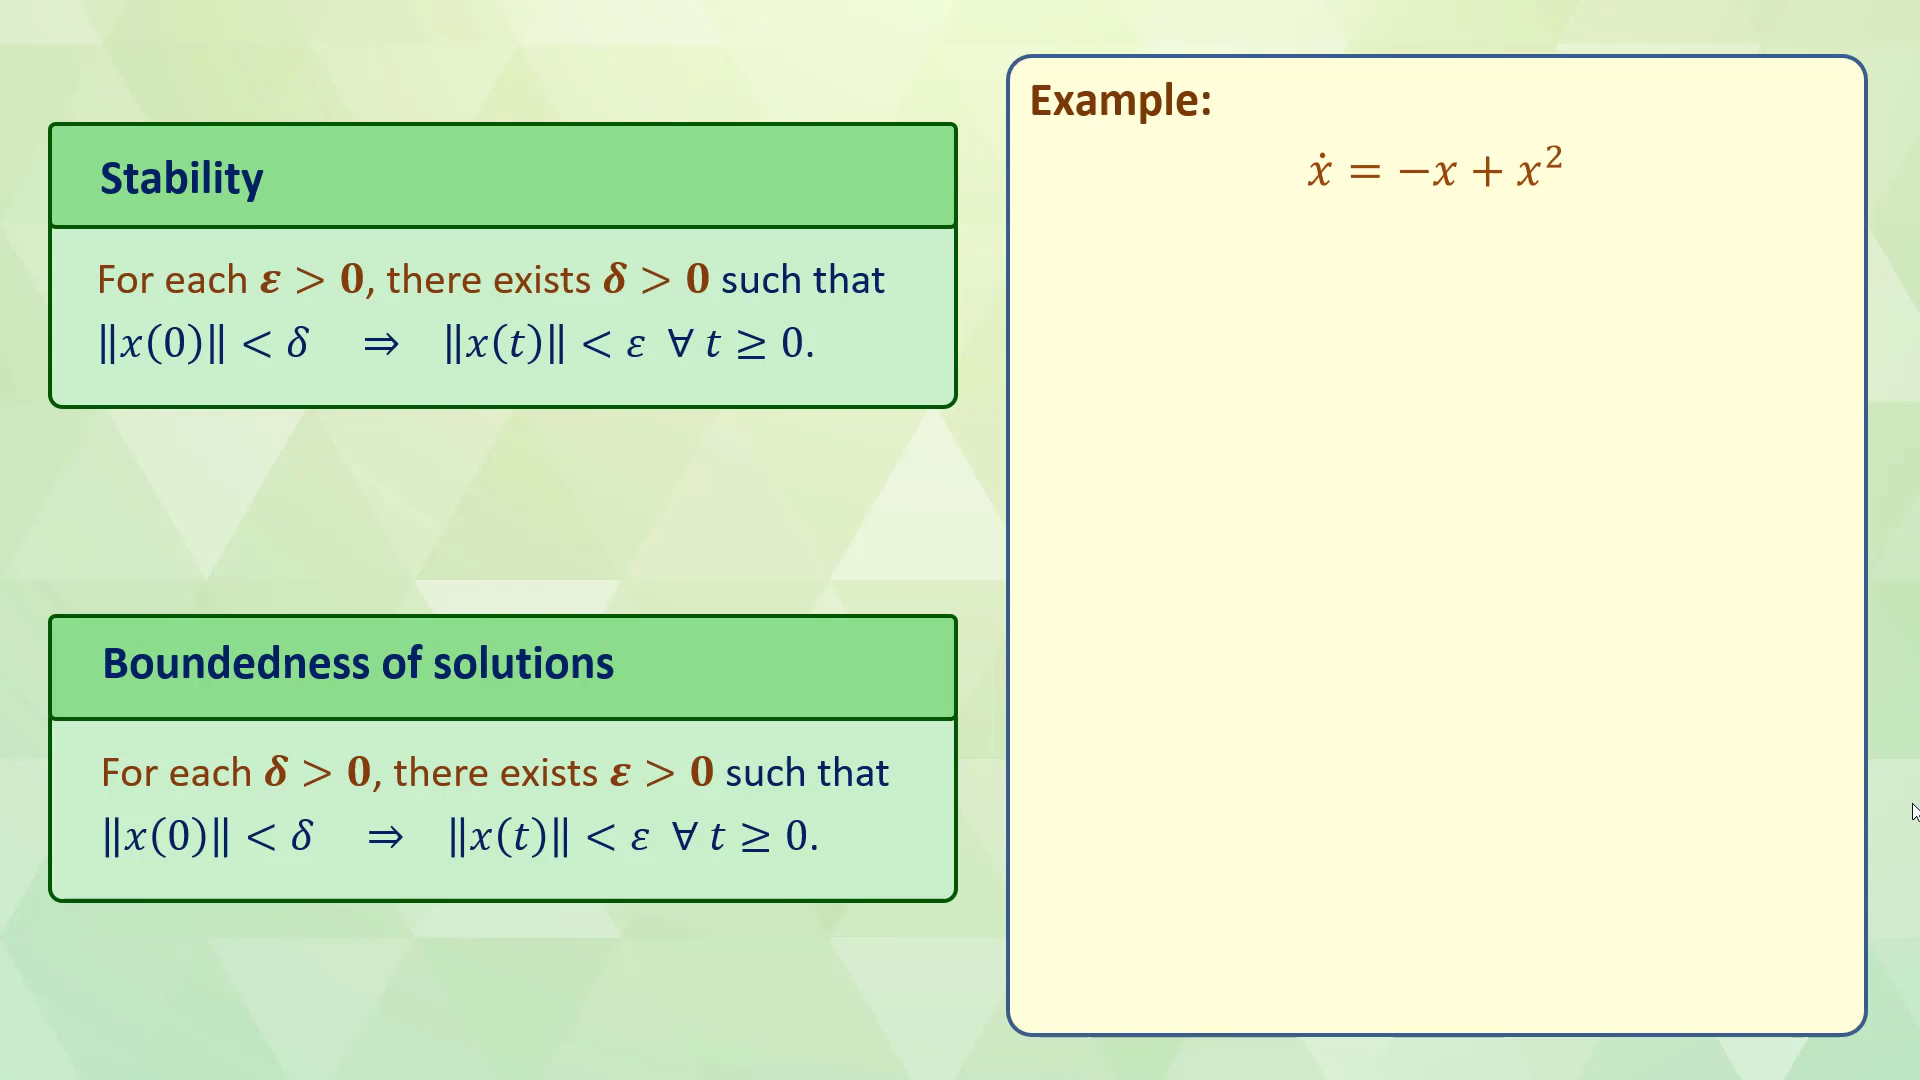 Stability
For each 𝜺 > 𝟎, there exists 𝜹 > 𝟎 such that
‖𝑥(0)‖ < 𝛿 ⇒ ‖𝑥(𝑡)‖ < 𝜀 ∀ 𝑡 ≥ 0.
Boundedness of solutions
For each 𝜹 > 𝟎, there exists 𝜺 > 𝟎 such that
‖𝑥(0)‖ < 𝛿 ⇒ ‖𝑥(𝑡)‖ < 𝜀 ∀ 𝑡 ≥ 0.
Example:
𝑥̇ = −𝑥 + 𝑥²